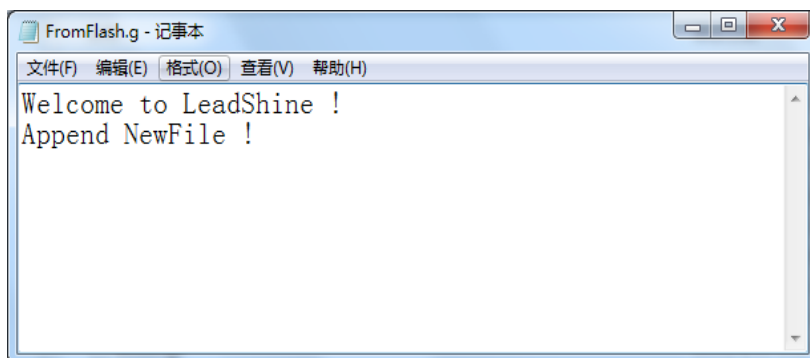 FromFlash.g - 记事本
文件(F) 编辑(E) 格式(O) 查看(V) 帮助(H)
Welcome to LeadShine !
Append NewFile !